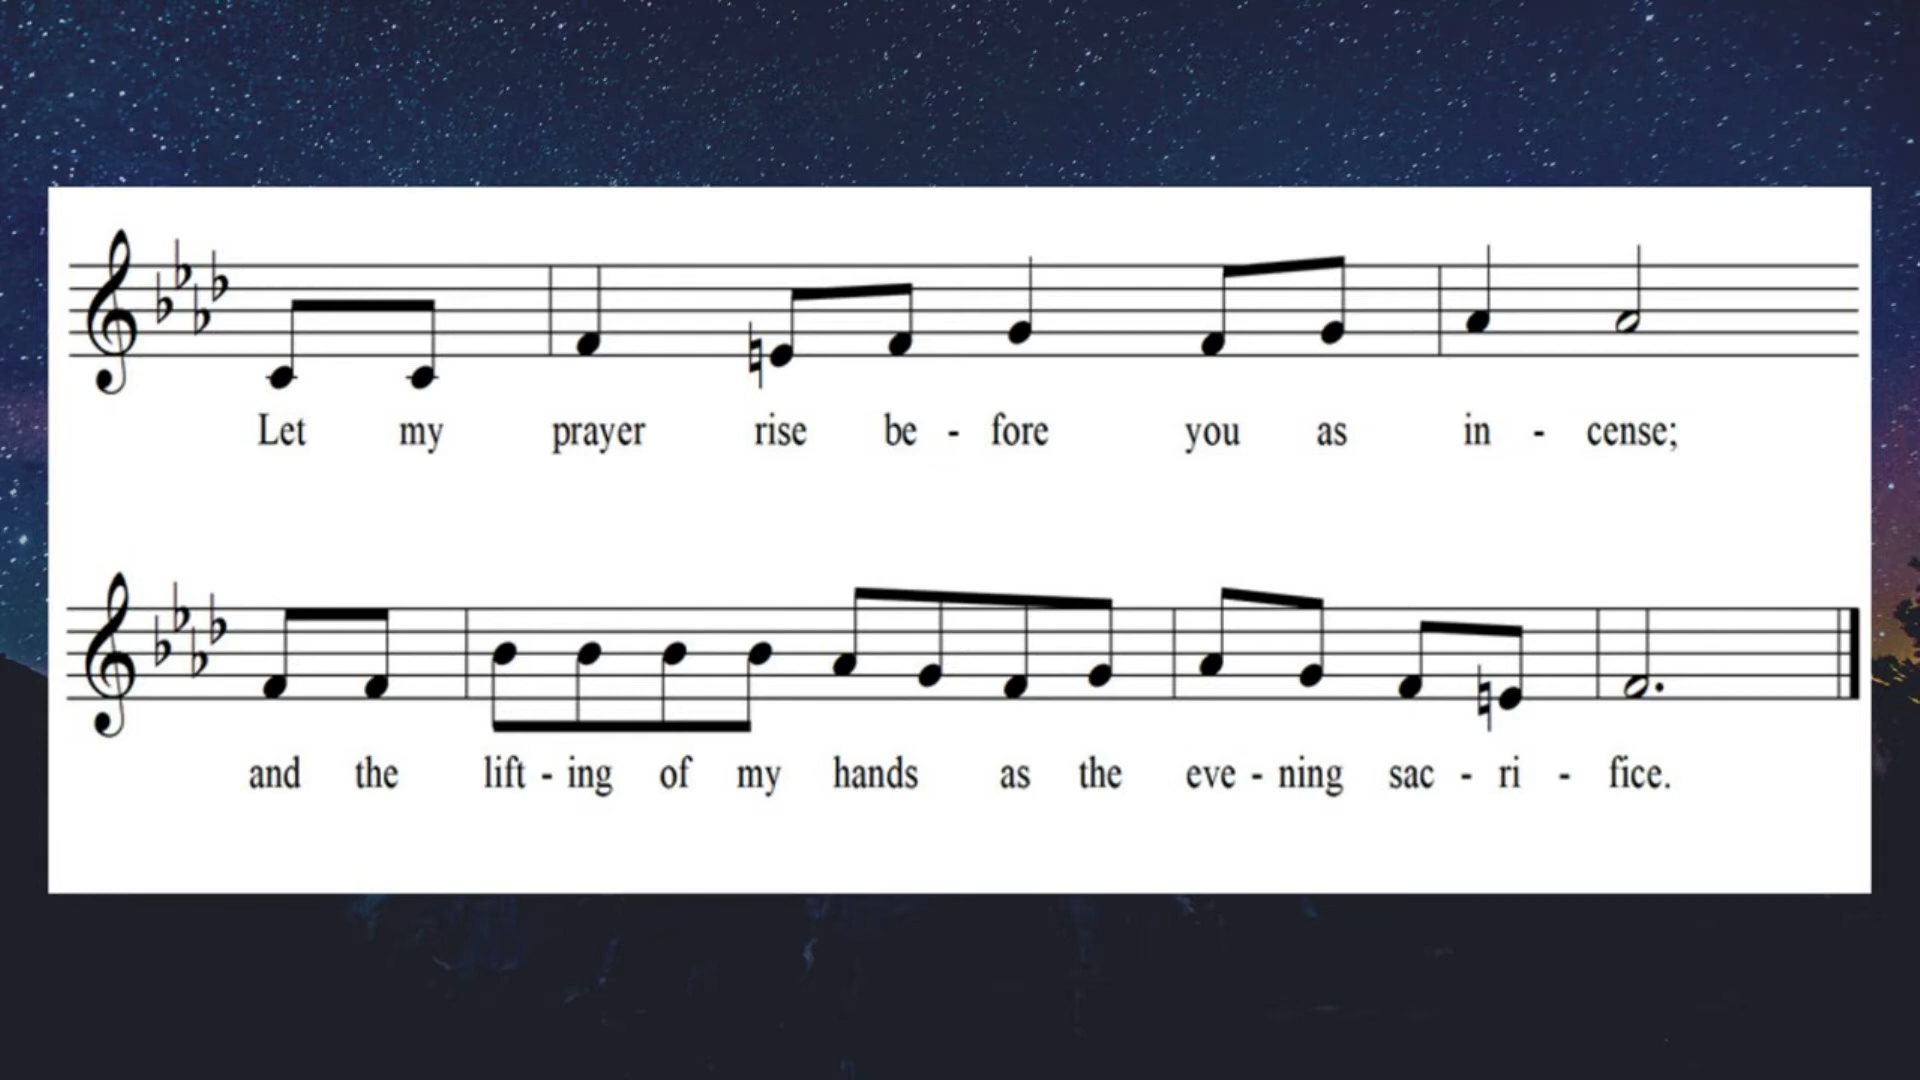 Let my prayer rise be - fore you as in - cense;
and the lift - ing of my hands as the eve - ning sac - ri - fice.